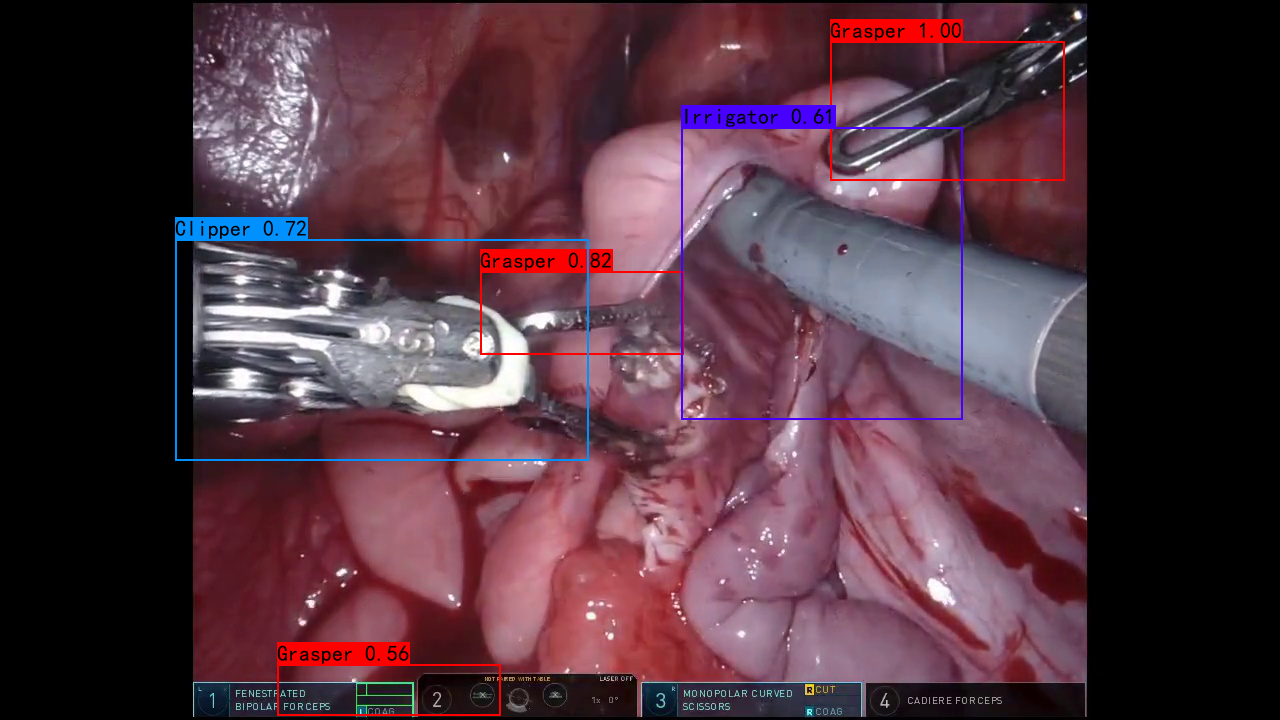 Grasper 1.00
Irrigator 0.61
Clipper 0.72
Grasper 0.82
Grasper 0.56
1
FENESTRATED
BIPOLAR FORCEPS
L COAG
2
NOT PAIRED WITH TABLE
LASER OFF
1x 0°
3
R
MONOPOLAR CURVED
SCISSORS
R CUT
R COAG
4
CADIERE FORCEPS